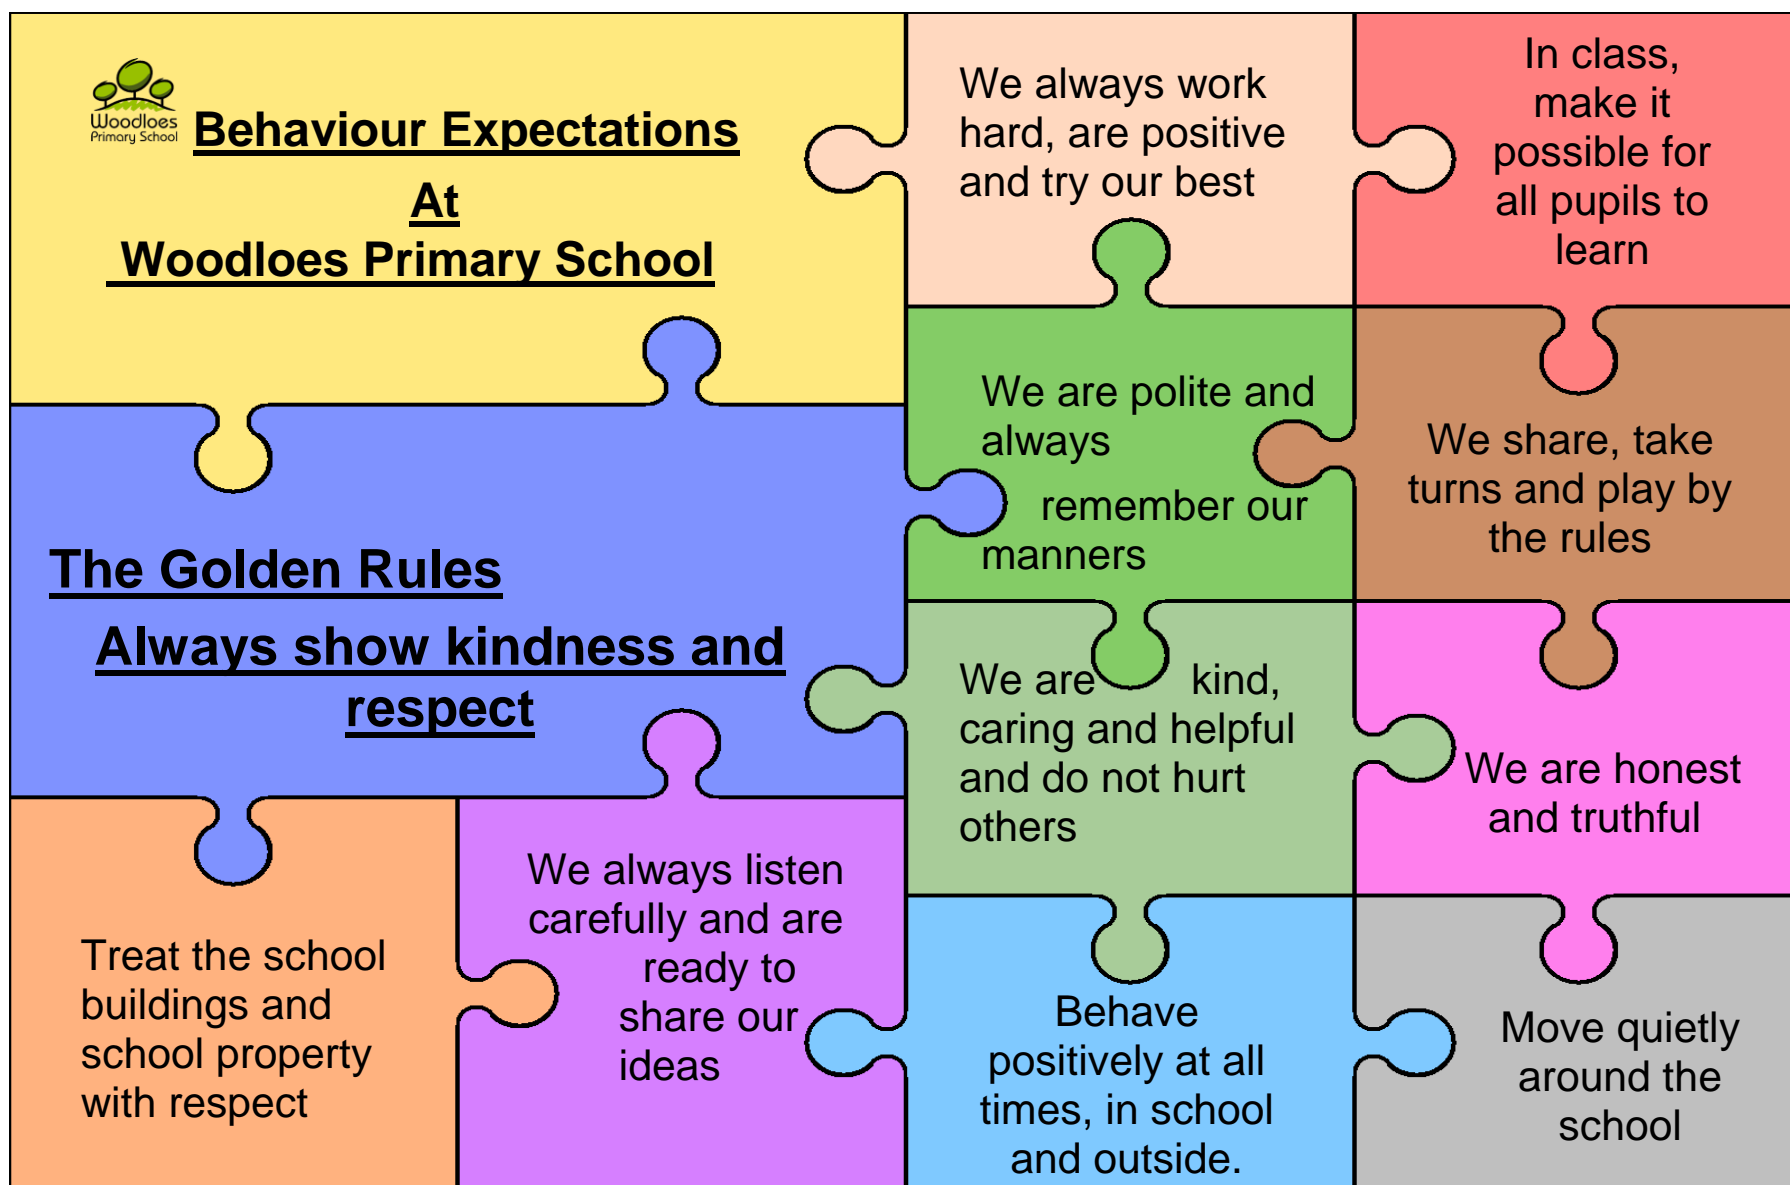 Woodloes
Primary School
Behaviour Expectations
At
Woodloes Primary School
We always work
hard, are positive
and try our best
In class,
make it
possible for
all pupils to
learn
We are polite and
always
remember our
manners
We share, take
turns and play by
the rules
The Golden Rules
Always show kindness and
respect
We are kind,
caring and helpful
and do not hurt
others
We are honest
and truthful
Treat the school
buildings and
school property
with respect
We always listen
carefully and are
ready to
share our
ideas
Behave
positively at all
times, in school
and outside.
Move quietly
around the
school